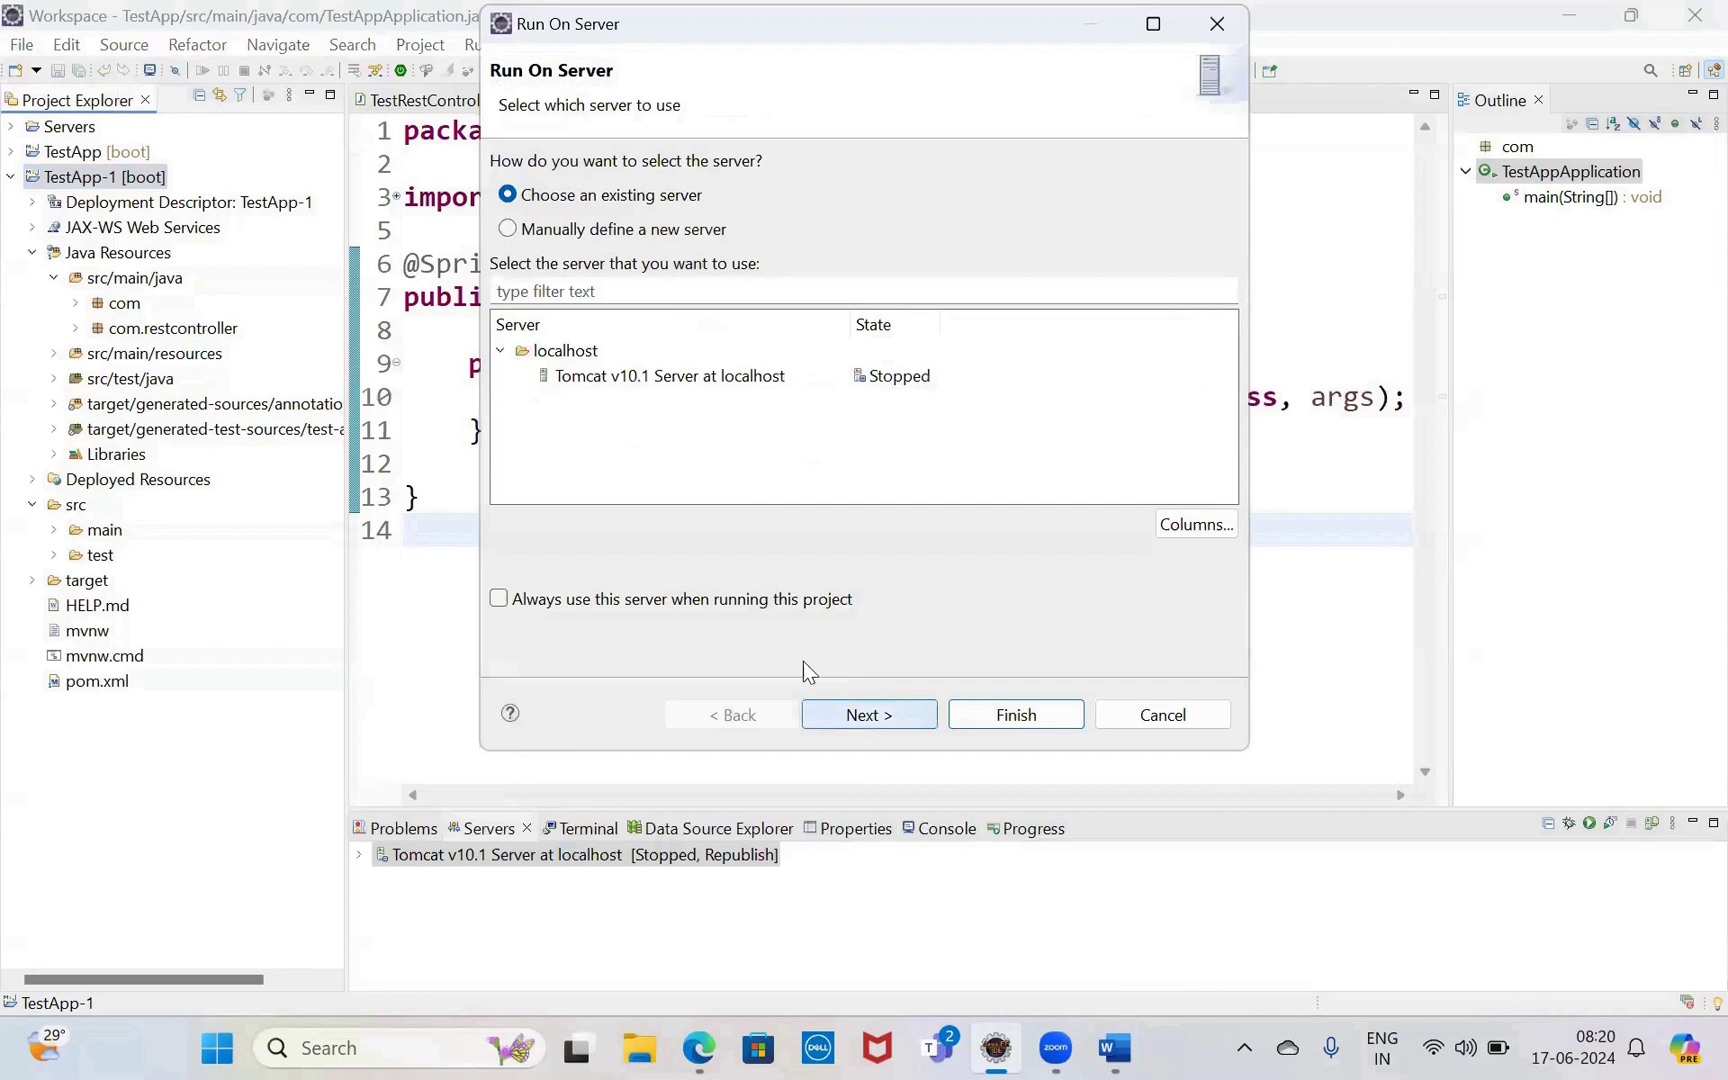 Workspace - TestApp/src/main/java/com/TestAppApplication.ja
Run On Server
File Edit Source Refactor Navigate Search Project Ru
Run On Server
Select which server to use
Project Explorer
TestRestControl
Outline
Servers
TestApp [boot]
TestApp-1 [boot]
Deployment Descriptor: TestApp-1
JAX-WS Web Services
Java Resources
src/main/java
com
com.restcontroller
src/main/resources
src/test/java
target/generated-sources/annotatio
target/generated-test-sources/test-a
Libraries
Deployed Resources
src
main
test
target
HELP.md
mvnw
mvnw.cmd
pom.xml
1 packa
2
3 impor
5
6 @Spri
7 publi
8
9 p
10 ss, args);
11 }
12
13 }
14
How do you want to select the server?
Choose an existing server
Manually define a new server
Select the server that you want to use:
type filter text
Server State
localhost
Tomcat v10.1 Server at localhost Stopped
Columns...
Always use this server when running this project
< Back Next > Finish Cancel
com
TestAppApplication
main(String[]) : void
Problems Servers Terminal Data Source Explorer Properties Console Progress
Tomcat v10.1 Server at localhost [Stopped, Republish]
TestApp-1
29°
Search
DELL
2
zoom
W
ENG
IN
08:20
17-06-2024
PRE